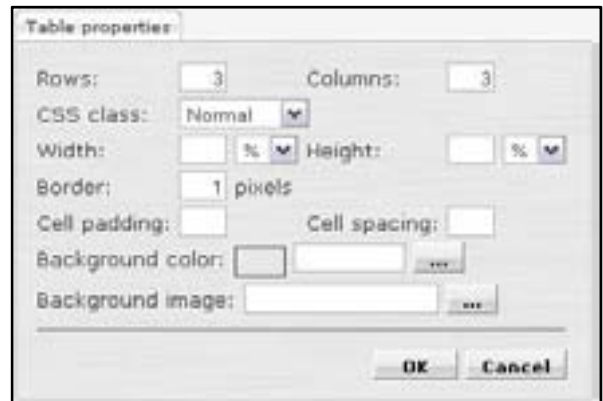 Table properties
Rows: 3 Columns: 3
CSS class: Normal
Width: % Height: %
Border: 1 pixels
Cell padding: Cell spacing:
Background color: ...
Background image: ...
OK Cancel